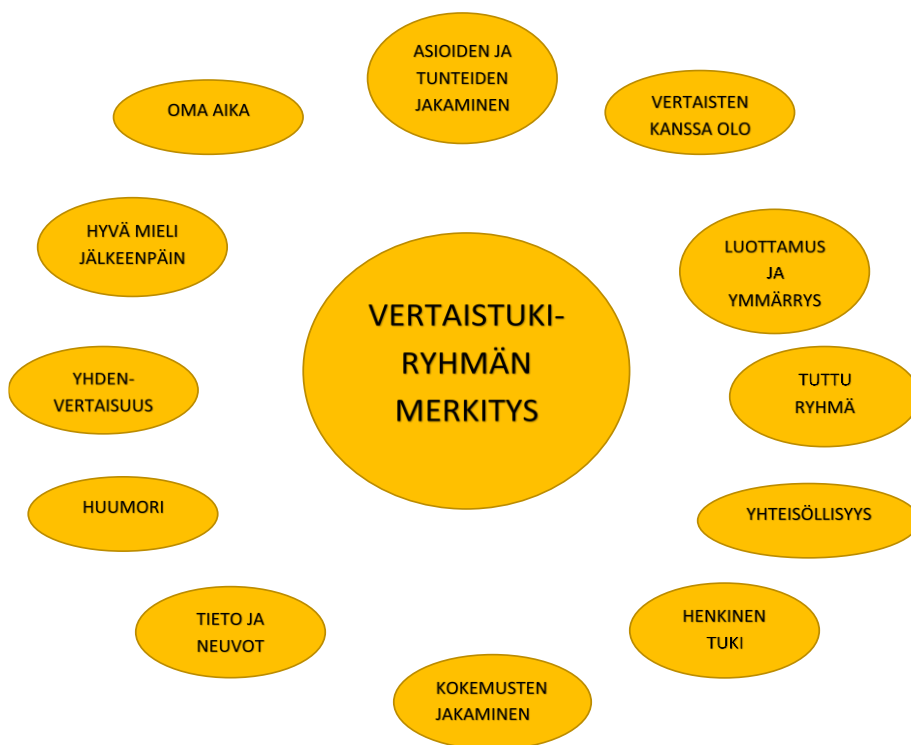 ASIOIDEN JA
TUNTEIDEN
JAKAMINEN
OMA AIKA
VERTAISTEN
KANSSA OLO
HYVÄ MIELI
JÄLKEENPÄIN
LUOTTAMUS
JA
YMMÄRRYS
VERTAISTUKI-
RYHMÄN
MERKITYS
YHDEN-
VERTAISUUS
TUTTU
RYHMÄ
HUUMORI
YHTEISÖLLISYYS
TIETO JA
NEUVOT
HENKINEN
TUKI
KOKEMUSTEN
JAKAMINEN